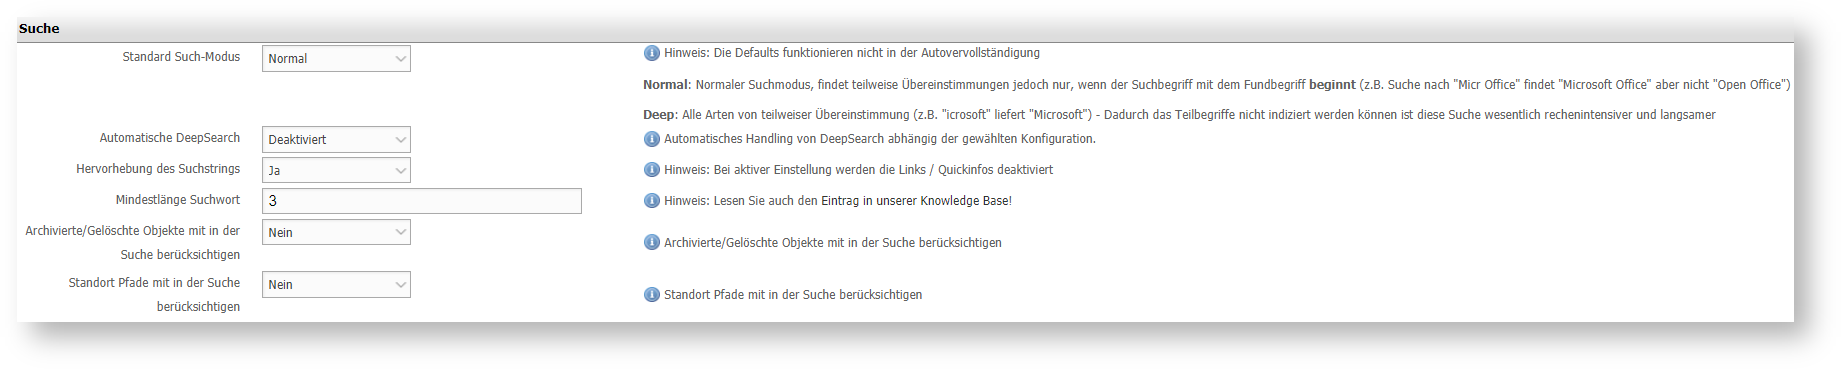 Suche
Standard Such-Modus Normal Hinweis: Die Defaults funktionieren nicht in der Autovervollständigung
Normal: Normaler Suchmodus, findet teilweise Übereinstimmungen jedoch nur, wenn der Suchbegriff mit dem Fundbegriff beginnt (z.B. Suche nach "Micr Office" findet "Microsoft Office" aber nicht "Open Office")
Deep: Alle Arten von teilweiser Übereinstimmung (z.B. "icrosoft" liefert "Microsoft") - Dadurch das Teilbegriffe nicht indiziert werden können ist diese Suche wesentlich rechenintensiver und langsamer
Automatische DeepSearch Deaktiviert Automatisches Handling von DeepSearch abhängig der gewählten Konfiguration.
Hervorhebung des Suchstrings Ja Hinweis: Bei aktiver Einstellung werden die Links / Quickinfos deaktiviert
Mindestlänge Suchwort 3 Hinweis: Lesen Sie auch den Eintrag in unserer Knowledge Base!
Archivierte/Gelöschte Objekte mit in der Nein
Suche berücksichtigen Archivierte/Gelöschte Objekte mit in der Suche berücksichtigen
Standort Pfade mit in der Suche Nein
berücksichtigen Standort Pfade mit in der Suche berücksichtigen